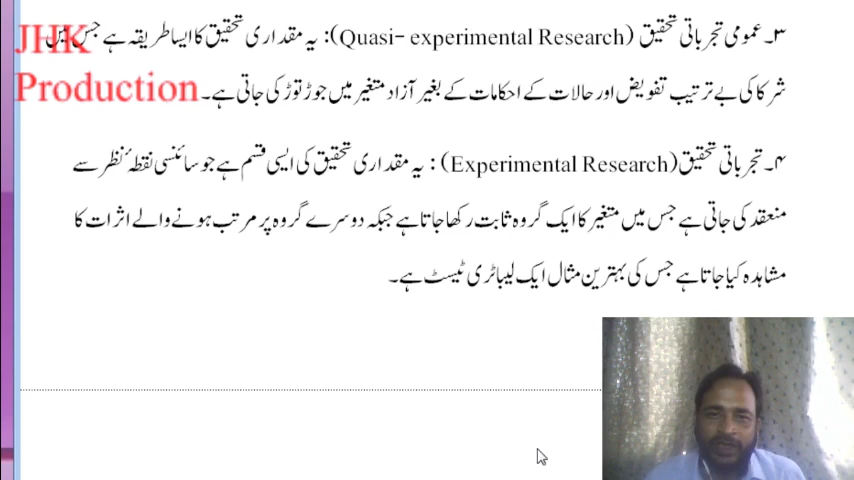 JHK
Production
۳۔ عمومی تجرباتی تحقیق (Quasi- experimental Research): یہ مقداری تحقیق کا ایسا طریقہ ہے جس میں
شرکا کی بے ترتیب تفویض اور حالات کے احکامات کے بغیر آزاد متغیر میں جوڑ توڑ کی جاتی ہے۔
۴۔ تجرباتی تحقیق (Experimental Research): یہ مقداری تحقیق کی ایسی قسم ہے جو سائنسی نقطۂ نظر سے
منعقد کی جاتی ہے جس میں متغیر کا ایک گروہ ثابت رکھا جاتا ہے جبکہ دوسرے گروہ پر مرتب ہونے والے اثرات کا
مشاہدہ کیا جاتا ہے جس کی بہترین مثال ایک لیباٹری ٹیسٹ ہے۔